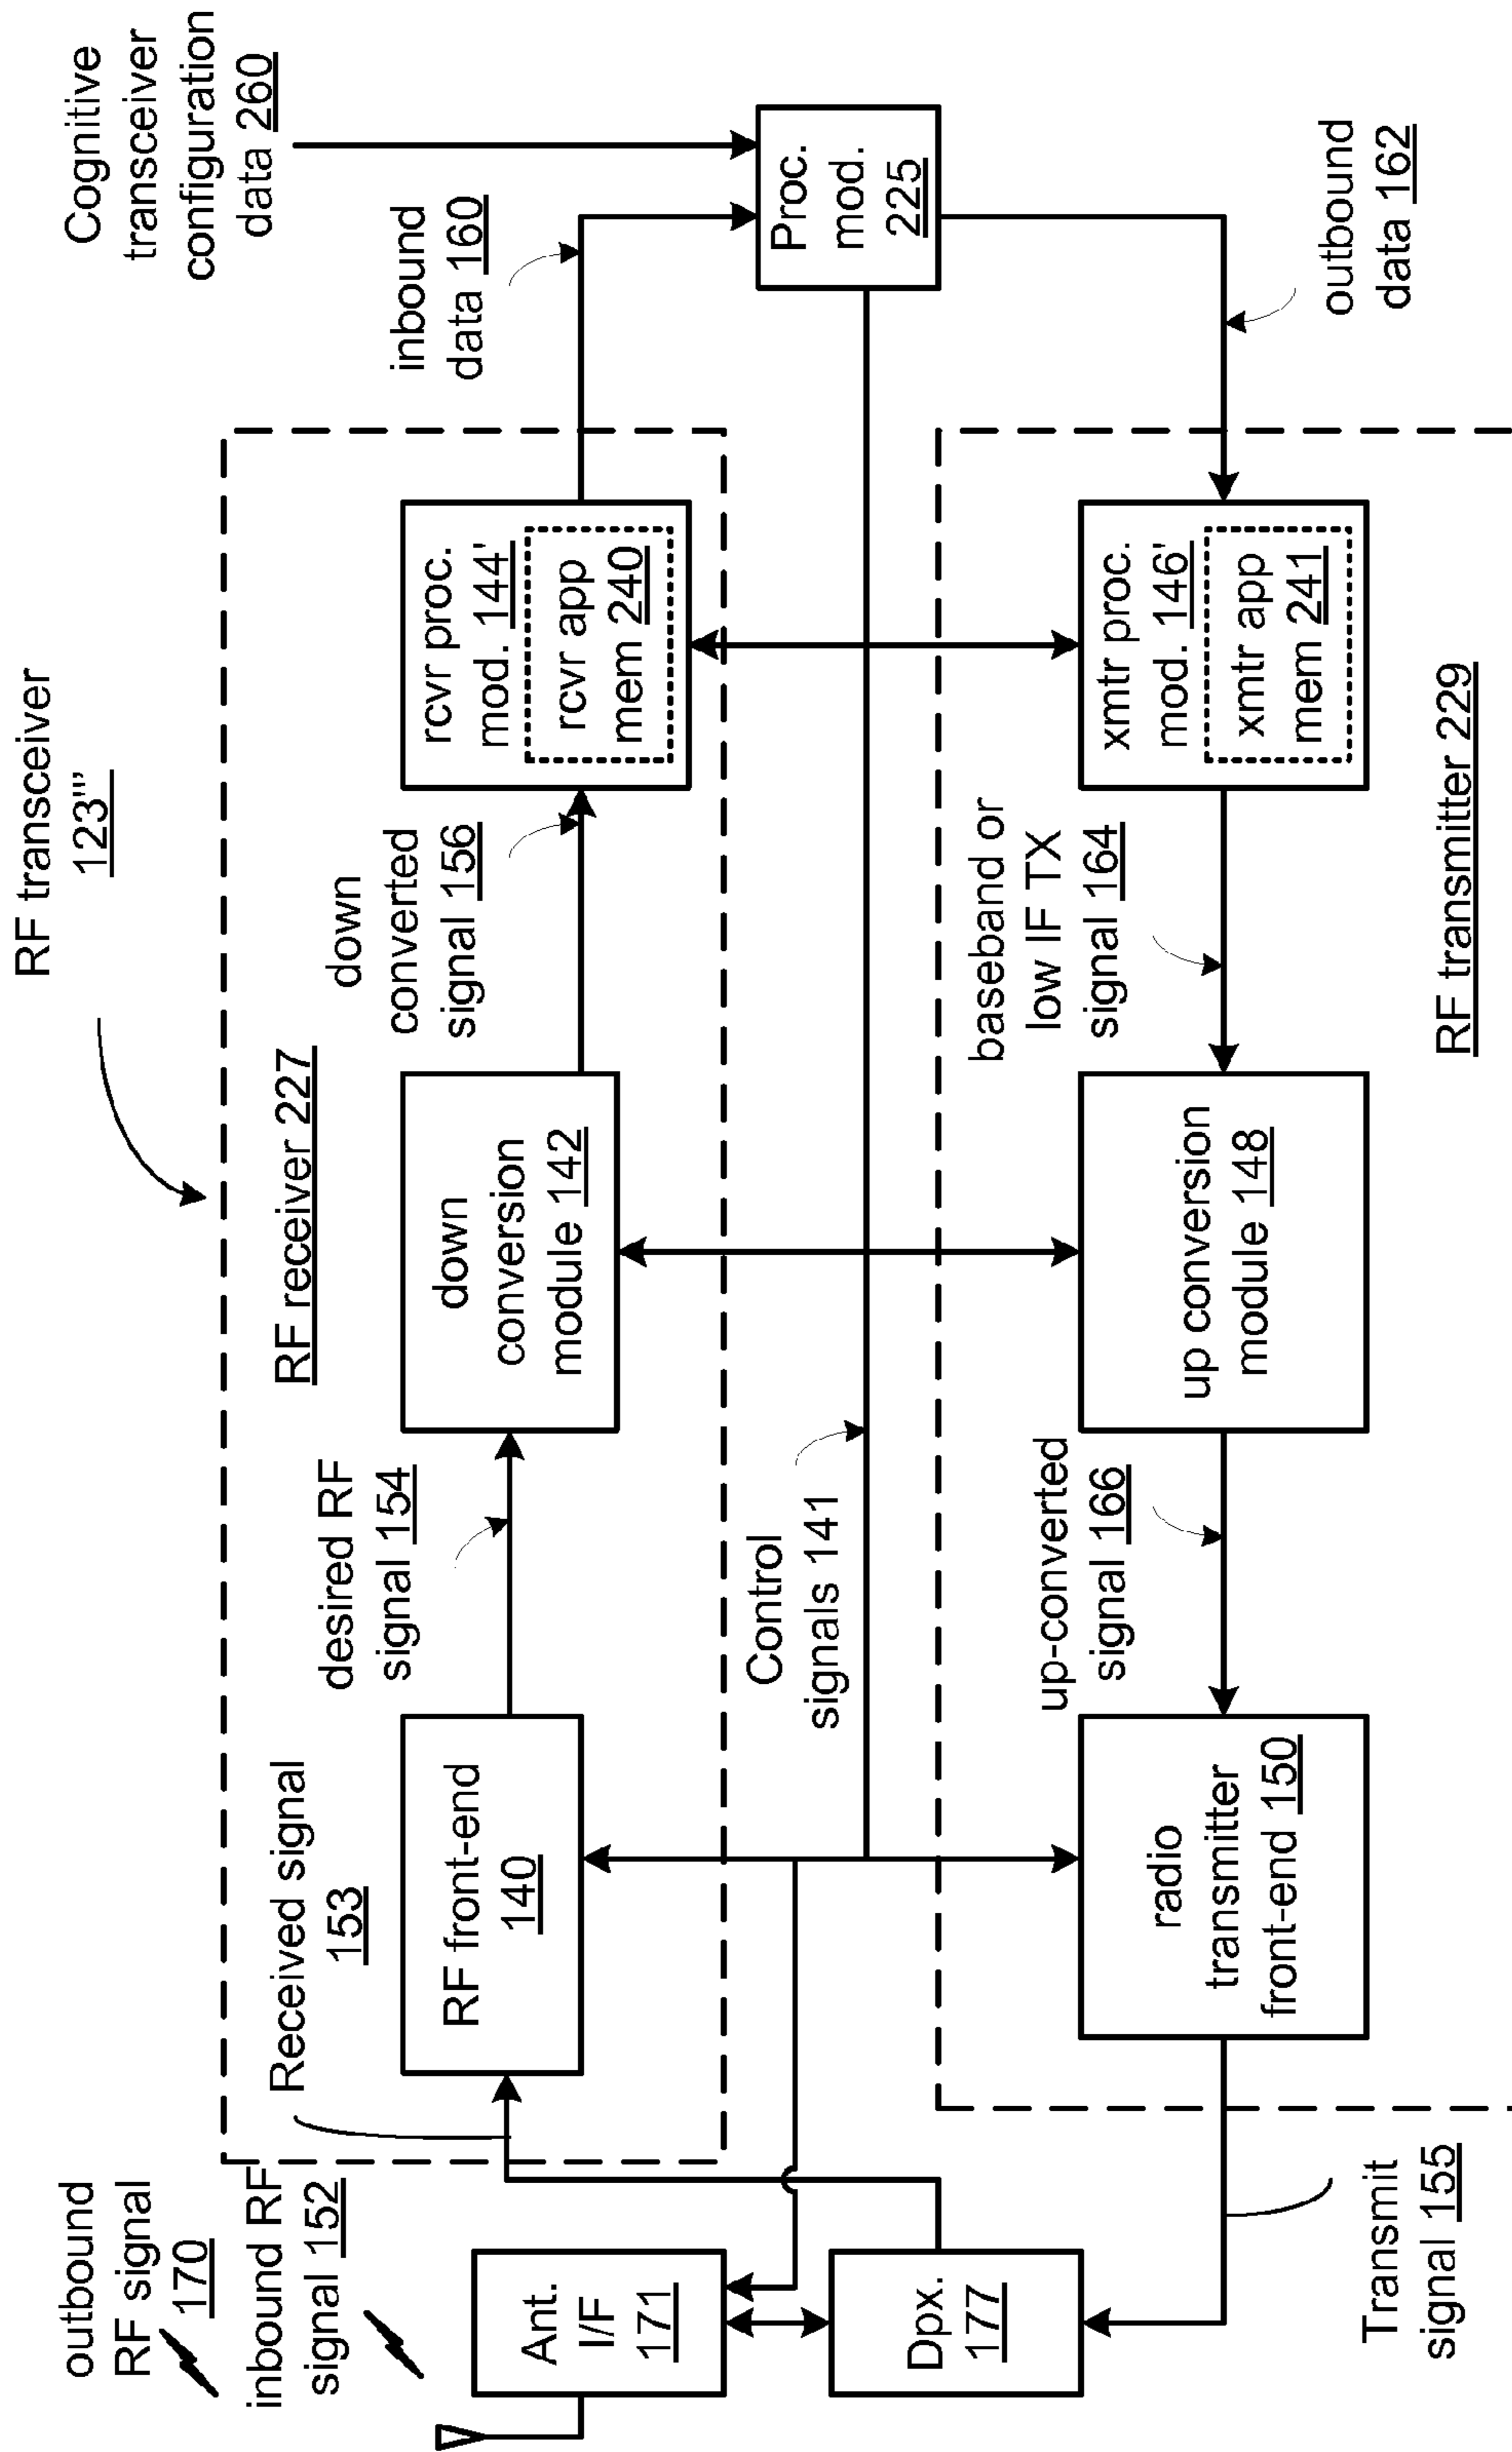 RF transceiver
123'''
Cognitive
transceiver
configuration
data 260
outbound
RF signal
170
inbound RF
signal 152
Received signal
153
RF receiver 227
desired RF
signal 154
down
converted
signal 156
inbound
data 160
RF front-end
140
down
conversion
module 142
rcvr proc.
mod. 144'
rcvr app
mem 240
Ant.
I/F
171
Control
signals 141
Proc.
mod.
225
Dpx.
177
up-converted
signal 166
baseband or
low IF TX
signal 164
radio
transmitter
front-end 150
up conversion
module 148
xmtr proc.
mod. 146'
xmtr app
mem 241
outbound
data 162
Transmit
signal 155
RF transmitter 229